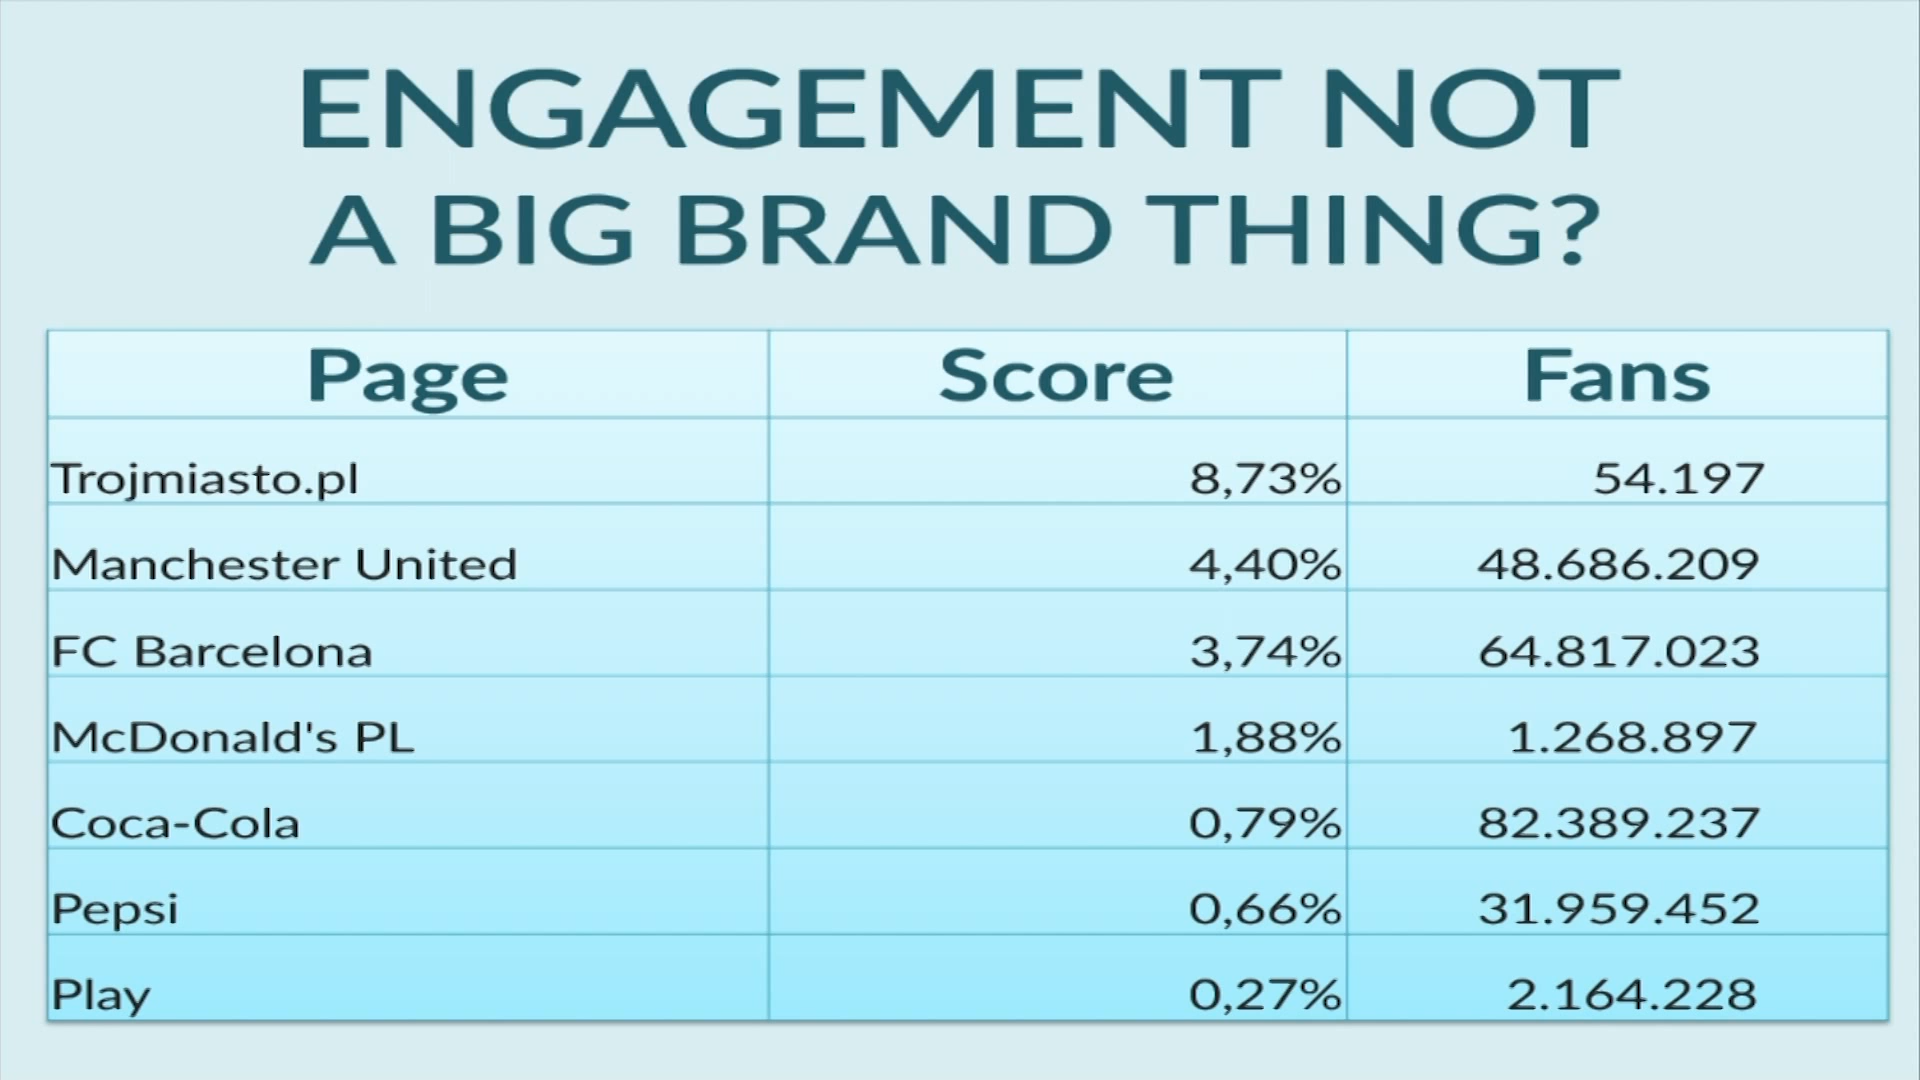 ENGAGEMENT NOT
A BIG BRAND THING?
Page Score Fans
Trojmiasto.pl 8,73% 54.197
Manchester United 4,40% 48.686.209
FC Barcelona 3,74% 64.817.023
McDonald's PL 1,88% 1.268.897
Coca-Cola 0,79% 82.389.237
Pepsi 0,66% 31.959.452
Play 0,27% 2.164.228